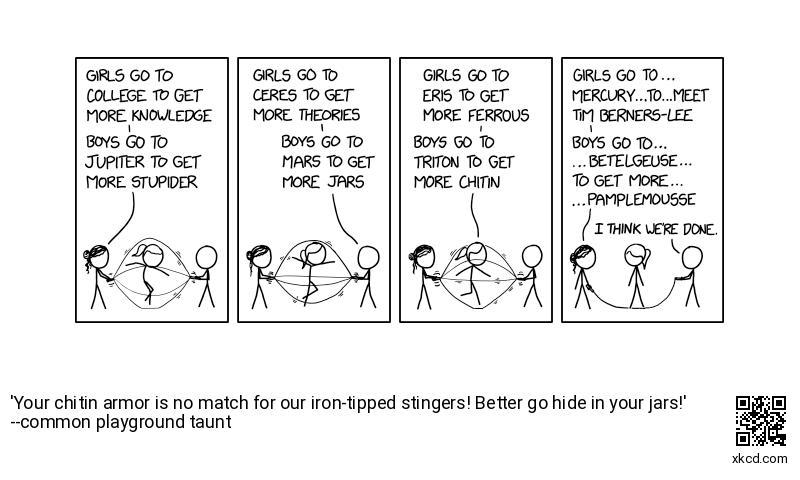 GIRLS GO TO
COLLEGE TO GET
MORE KNOWLEDGE
BOYS GO TO
JUPITER TO GET
MORE STUPIDER
GIRLS GO TO
CERES TO GET
MORE THEORIES
BOYS GO TO
MARS TO GET
MORE JARS
GIRLS GO TO
ERIS TO GET
MORE FERROUS
BOYS GO TO
TRITON TO GET
MORE CHITIN
GIRLS GO TO...
MERCURY...TO...MEET
TIM BERNERS-LEE
BOYS GO TO...
...BETELGEUSE...
TO GET MORE...
...PAMPLEMOUSSE
I THINK WE'RE DONE.
'Your chitin armor is no match for our iron-tipped stingers! Better go hide in your jars!'
--common playground taunt
xkcd.com